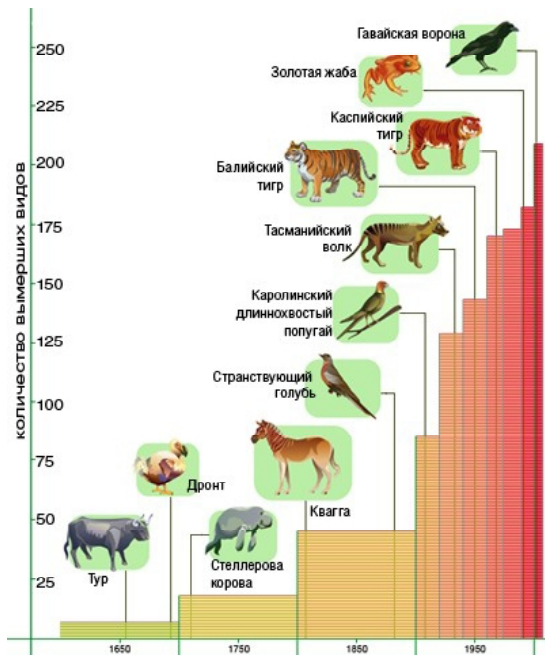 Гавайская ворона
250
Золотая жаба
225
Каспийский
тигр
200
Балийский
тигр
175
Тасманийский
волк
150
Каролинский
длиннохвостый
попугай
125
Странствующий
голубь
100
75
Дронт
Квагга
50
Стеллерова
корова
Тур
25
количество вымерших видов
1650
1750
1850
1950